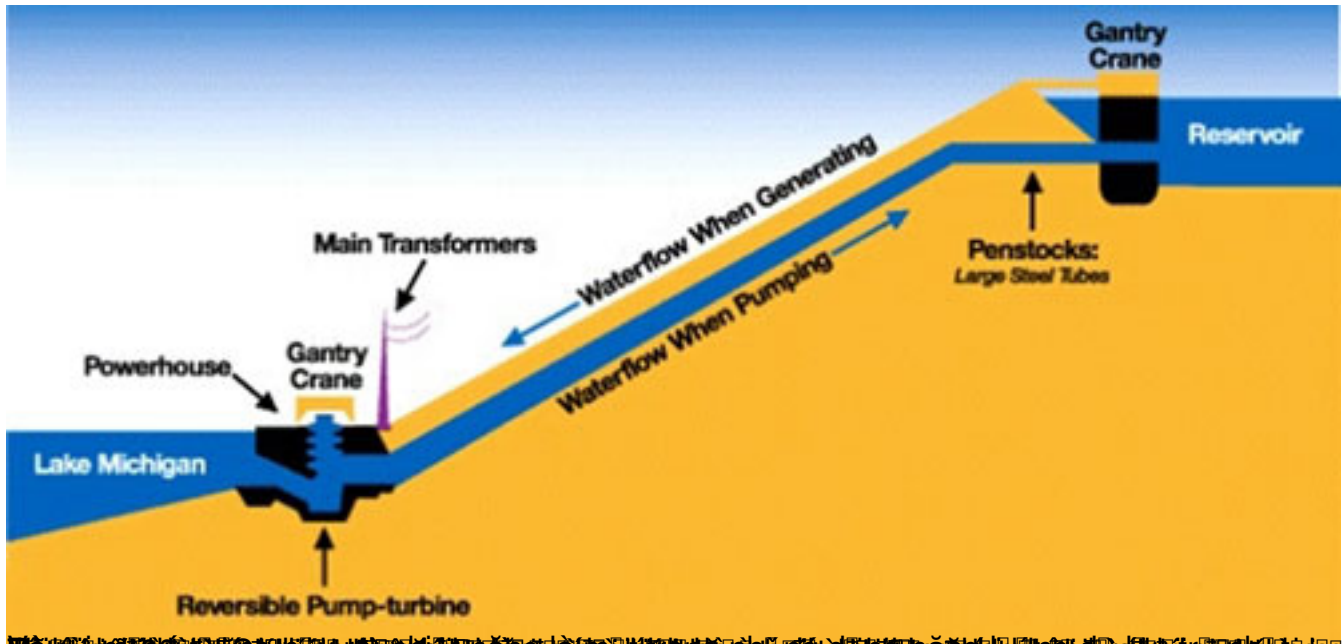 Gantry
Crane
Reservoir
Waterflow When Generating
Main Transformers
Penstocks:
Large Steel Tubes
Waterflow When Pumping
Powerhouse
Gantry
Crane
Lake Michigan
Reversible Pump-turbine